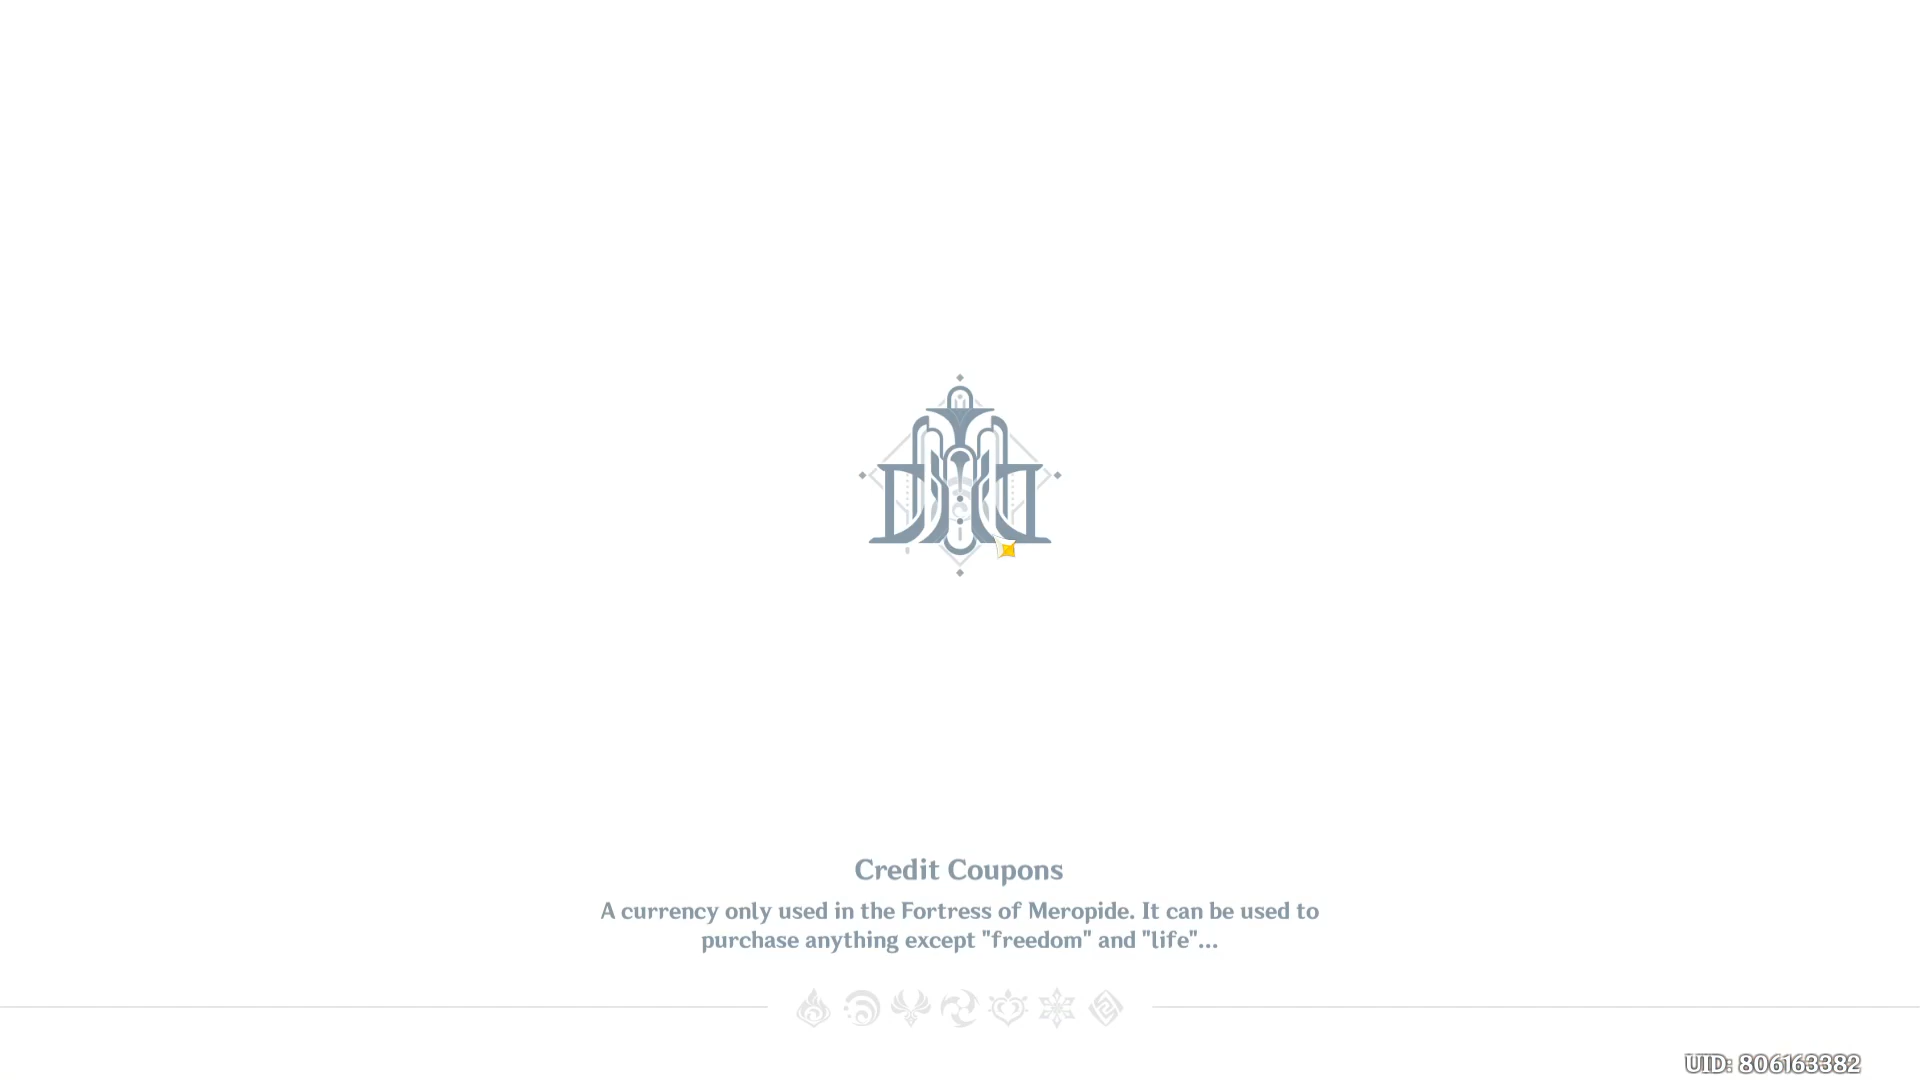 Credit Coupons
A currency only used in the Fortress of Meropide. It can be used to
purchase anything except "freedom" and "life"...
UID: 806163382